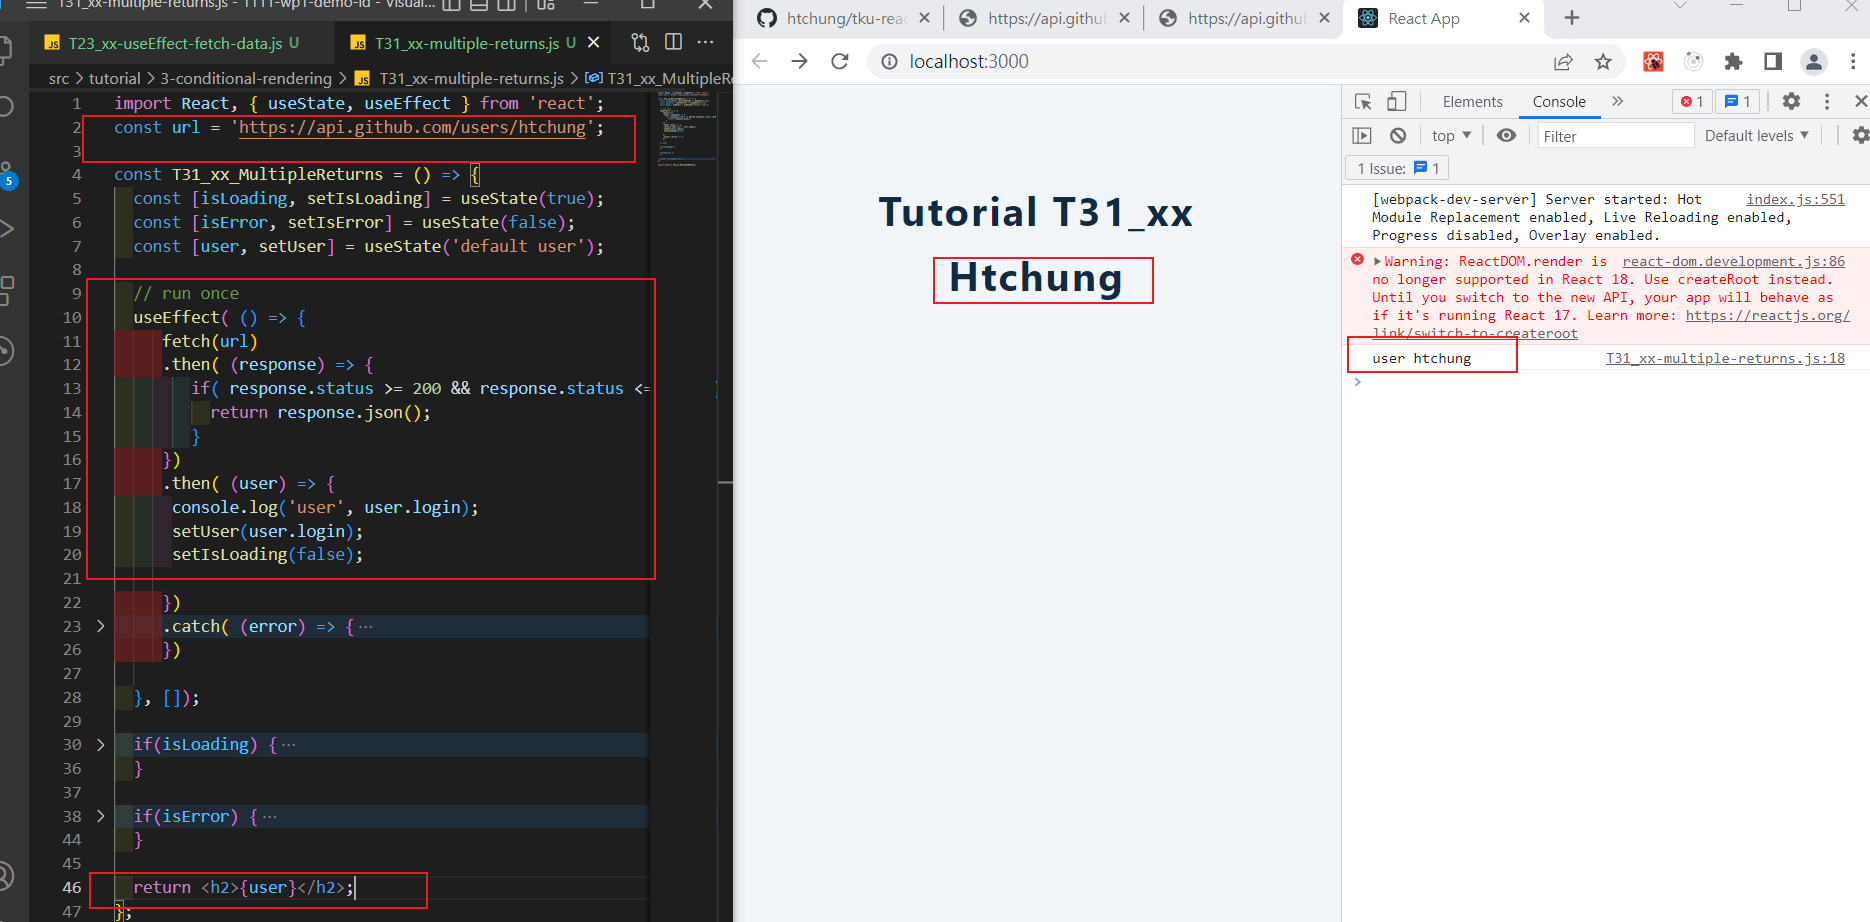 T31_xx-multiple-returns.js - 1111-wp1-demo-id - Visual...
T23_xx-useEffect-fetch-data.js U
T31_xx-multiple-returns.js U
src > tutorial > 3-conditional-rendering > T31_xx-multiple-returns.js > T31_xx_MultipleRe
1 import React, { useState, useEffect } from 'react';
2 const url = 'https://api.github.com/users/htchung';
3
4 const T31_xx_MultipleReturns = () => {
5 const [isLoading, setIsLoading] = useState(true);
6 const [isError, setIsError] = useState(false);
7 const [user, setUser] = useState('default user');
8
9 // run once
10 useEffect( () => {
11 fetch(url)
12 .then( (response) => {
13 if( response.status >= 200 && response.status <=
14 return response.json();
15 }
16 })
17 .then( (user) => {
18 console.log('user', user.login);
19 setUser(user.login);
20 setIsLoading(false);
21
22 })
23 .catch( (error) => {...
26 })
27
28 }, []);
29
30 if(isLoading) {...
36 }
37
38 if(isError) {...
44 }
45
46 return <h2>{user}</h2>;
47 };
5
htchung/tku-rea
https://api.githu
https://api.githu
React App
localhost:3000
Tutorial T31_xx
Htchung
Elements
Console
1
1
top
Filter
Default levels
1 Issue: 1
[webpack-dev-server] Server started: Hot index.js:551
Module Replacement enabled, Live Reloading enabled,
Progress disabled, Overlay enabled.
Warning: ReactDOM.render is react-dom.development.js:86
no longer supported in React 18. Use createRoot instead.
Until you switch to the new API, your app will behave as
if it's running React 17. Learn more: https://reactjs.org/
link/switch-to-createroot
user htchung T31_xx-multiple-returns.js:18